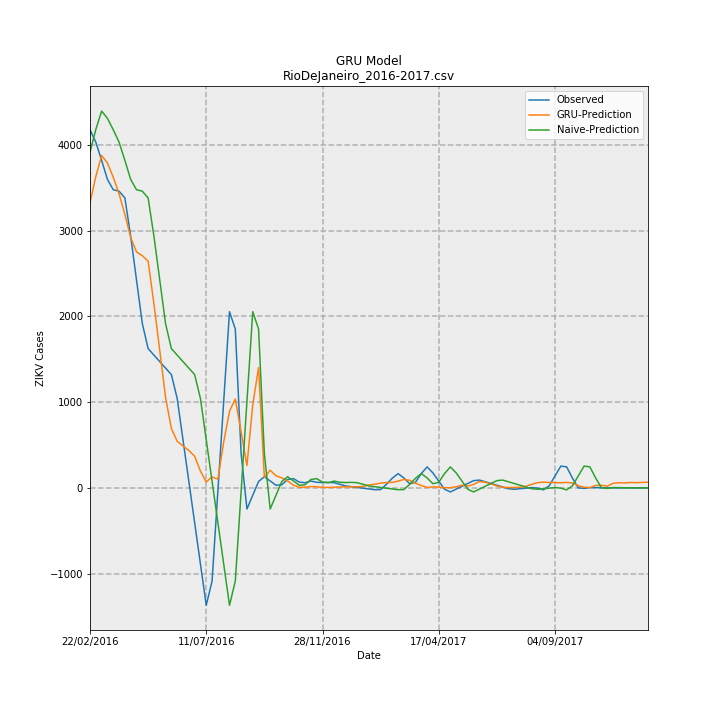 GRU Model
RioDeJaneiro_2016-2017.csv
Observed
GRU-Prediction
Naive-Prediction
4000
3000
2000
1000
0
−1000
ZIKV Cases
22/02/2016
11/07/2016
28/11/2016
17/04/2017
04/09/2017
Date